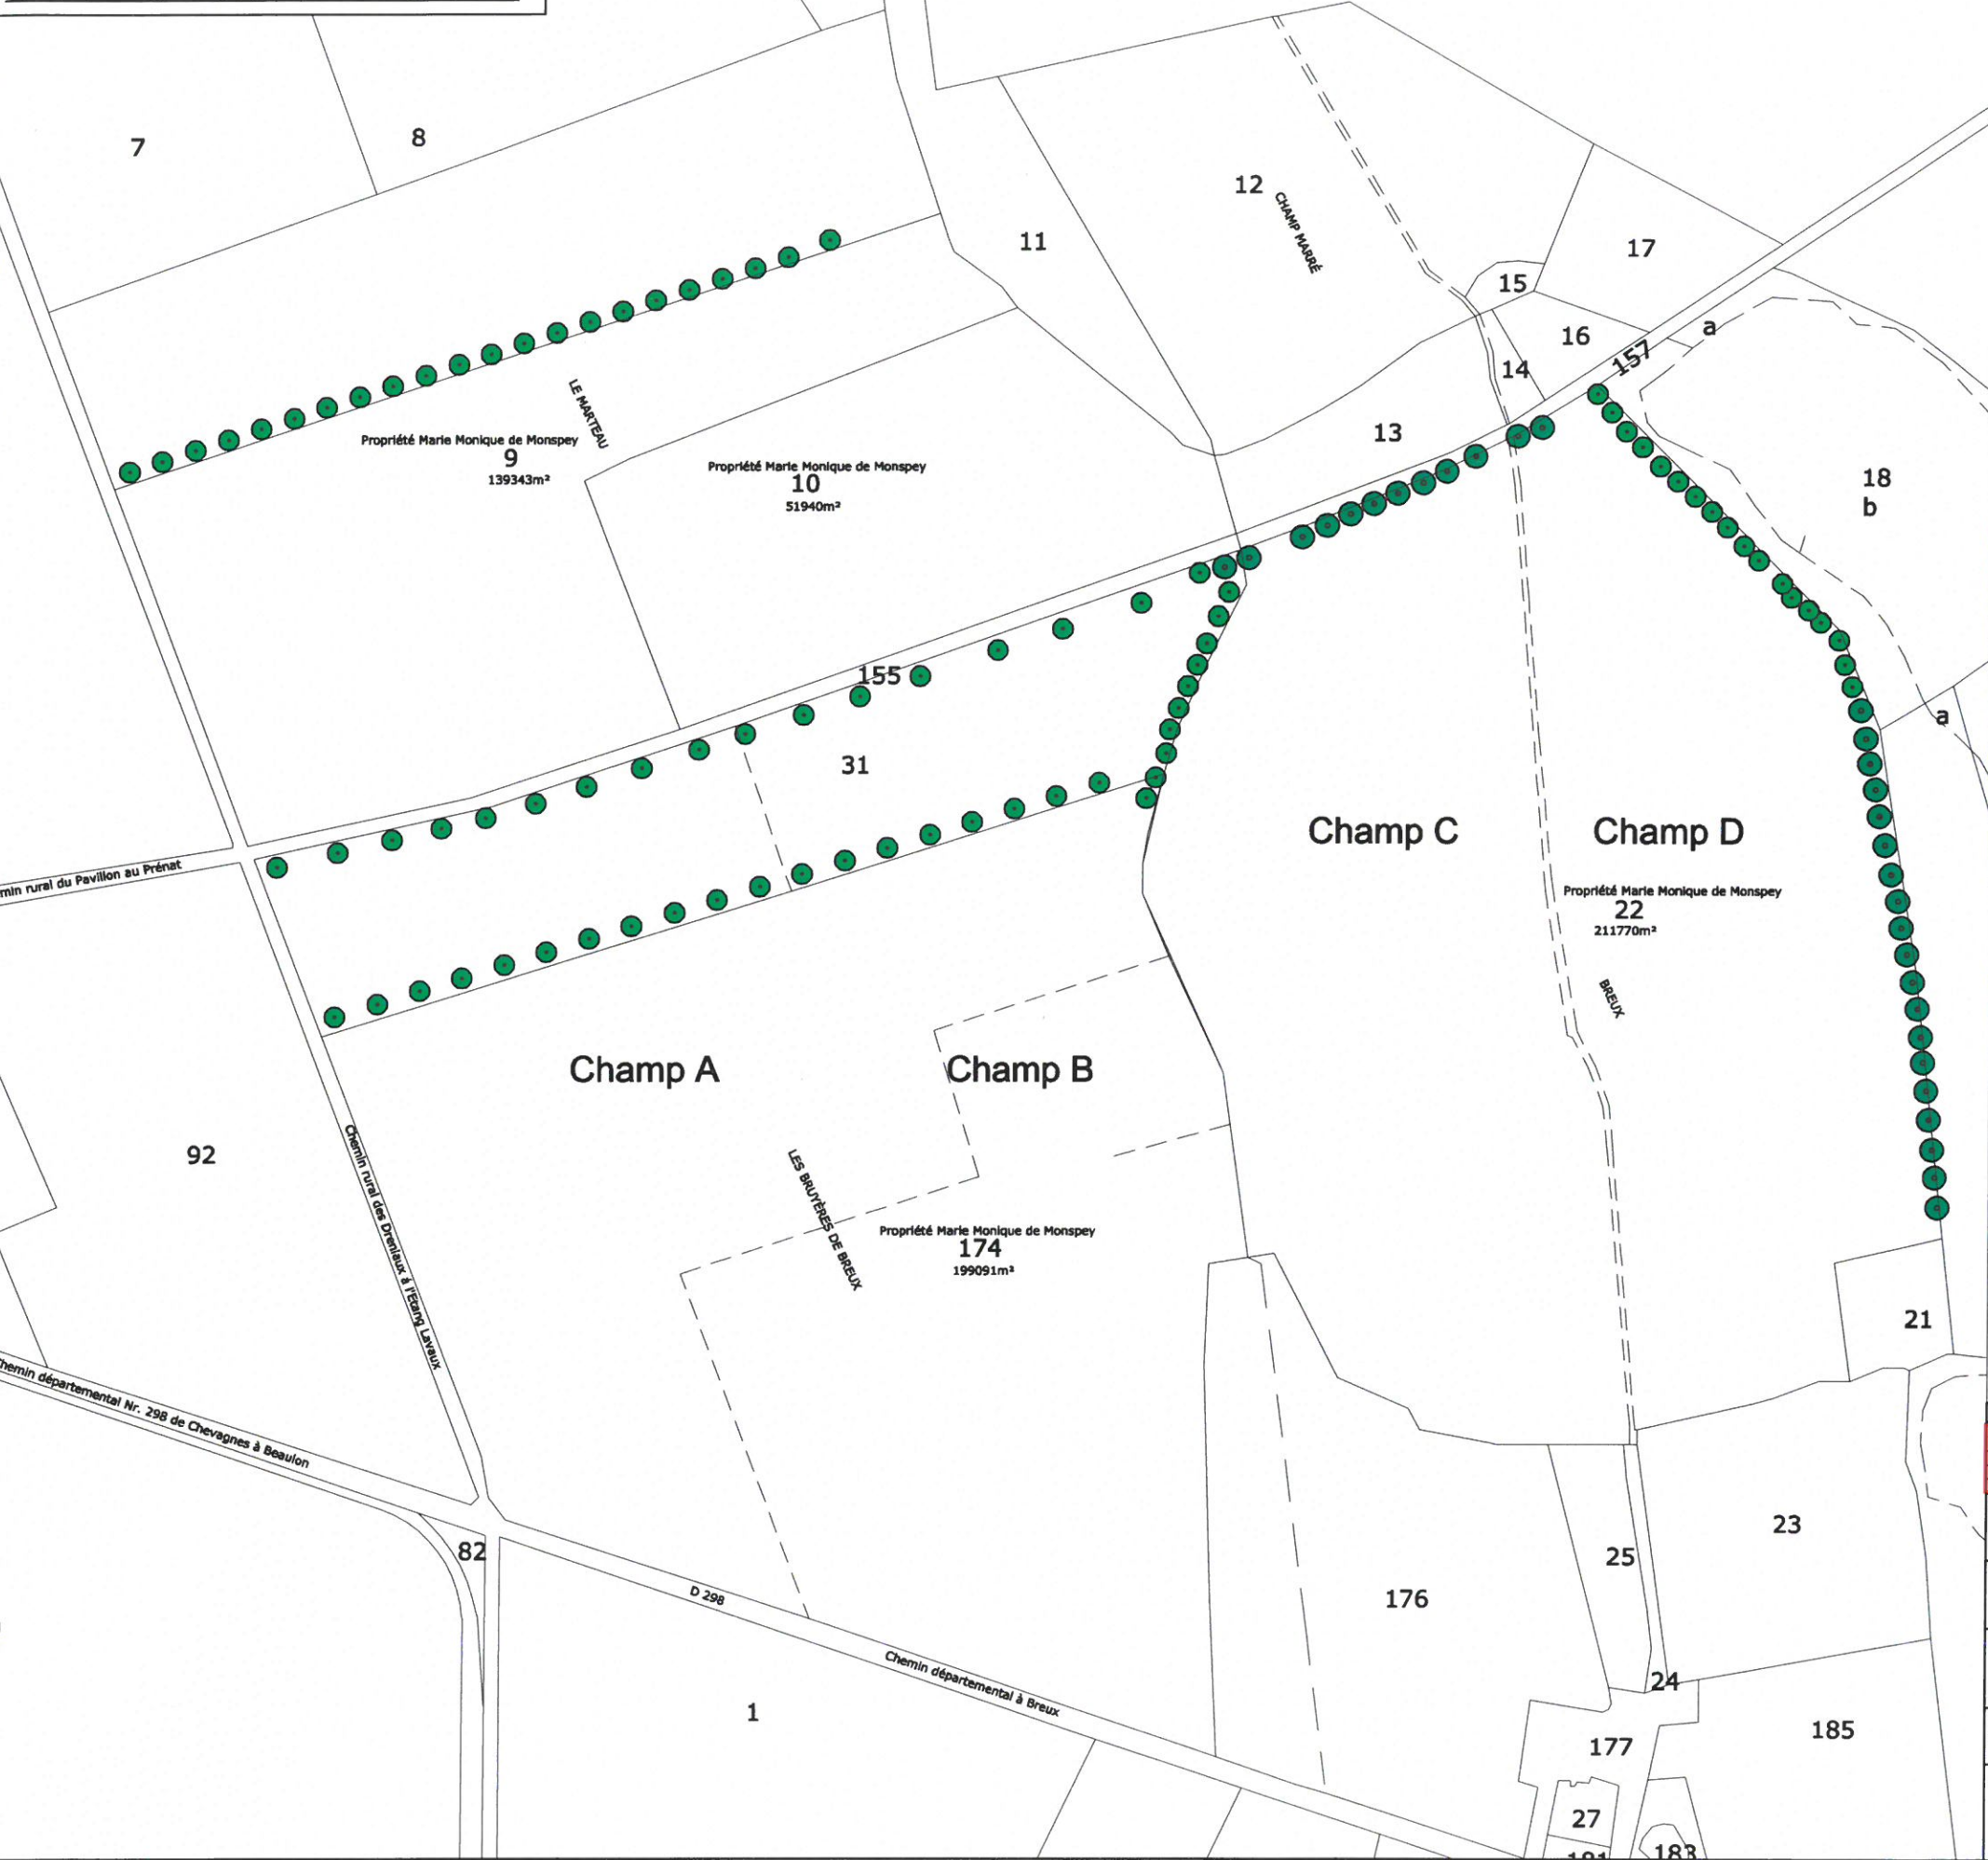 8
7
12
CHAMP MARRÉ
11
17
15
16
a
157
14
LE MARTEAU
13
Propriété Marie Monique de Monspey
9
139343m²
Propriété Marie Monique de Monspey
10
51940m²
18
b
155
a
31
Champ C
Champ D
Propriété Marie Monique de Monspey
22
211770m²
min rural du Pavillon au Prénat
BREUX
Champ A
Champ B
92
Chemin rural des Dreniaux à l'Etang Lavaux
LES BRUYÈRES DE BREUX
Propriété Marie Monique de Monspey
174
199091m²
21
hemin départemental Nr. 298 de Chevagnes à Beaulon
23
82
25
D 298
176
Chemin départemental à Breux
24
1
185
177
27
183
181